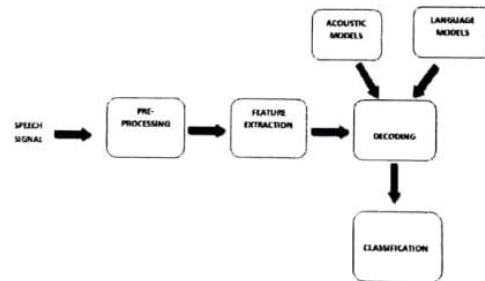 ACOUSTIC
MODELS
LANGUAGE
MODELS
SPEECH
SIGNAL
PRE-
PROCESSING
FEATURE
EXTRACTION
DECODING
CLASSIFICATION